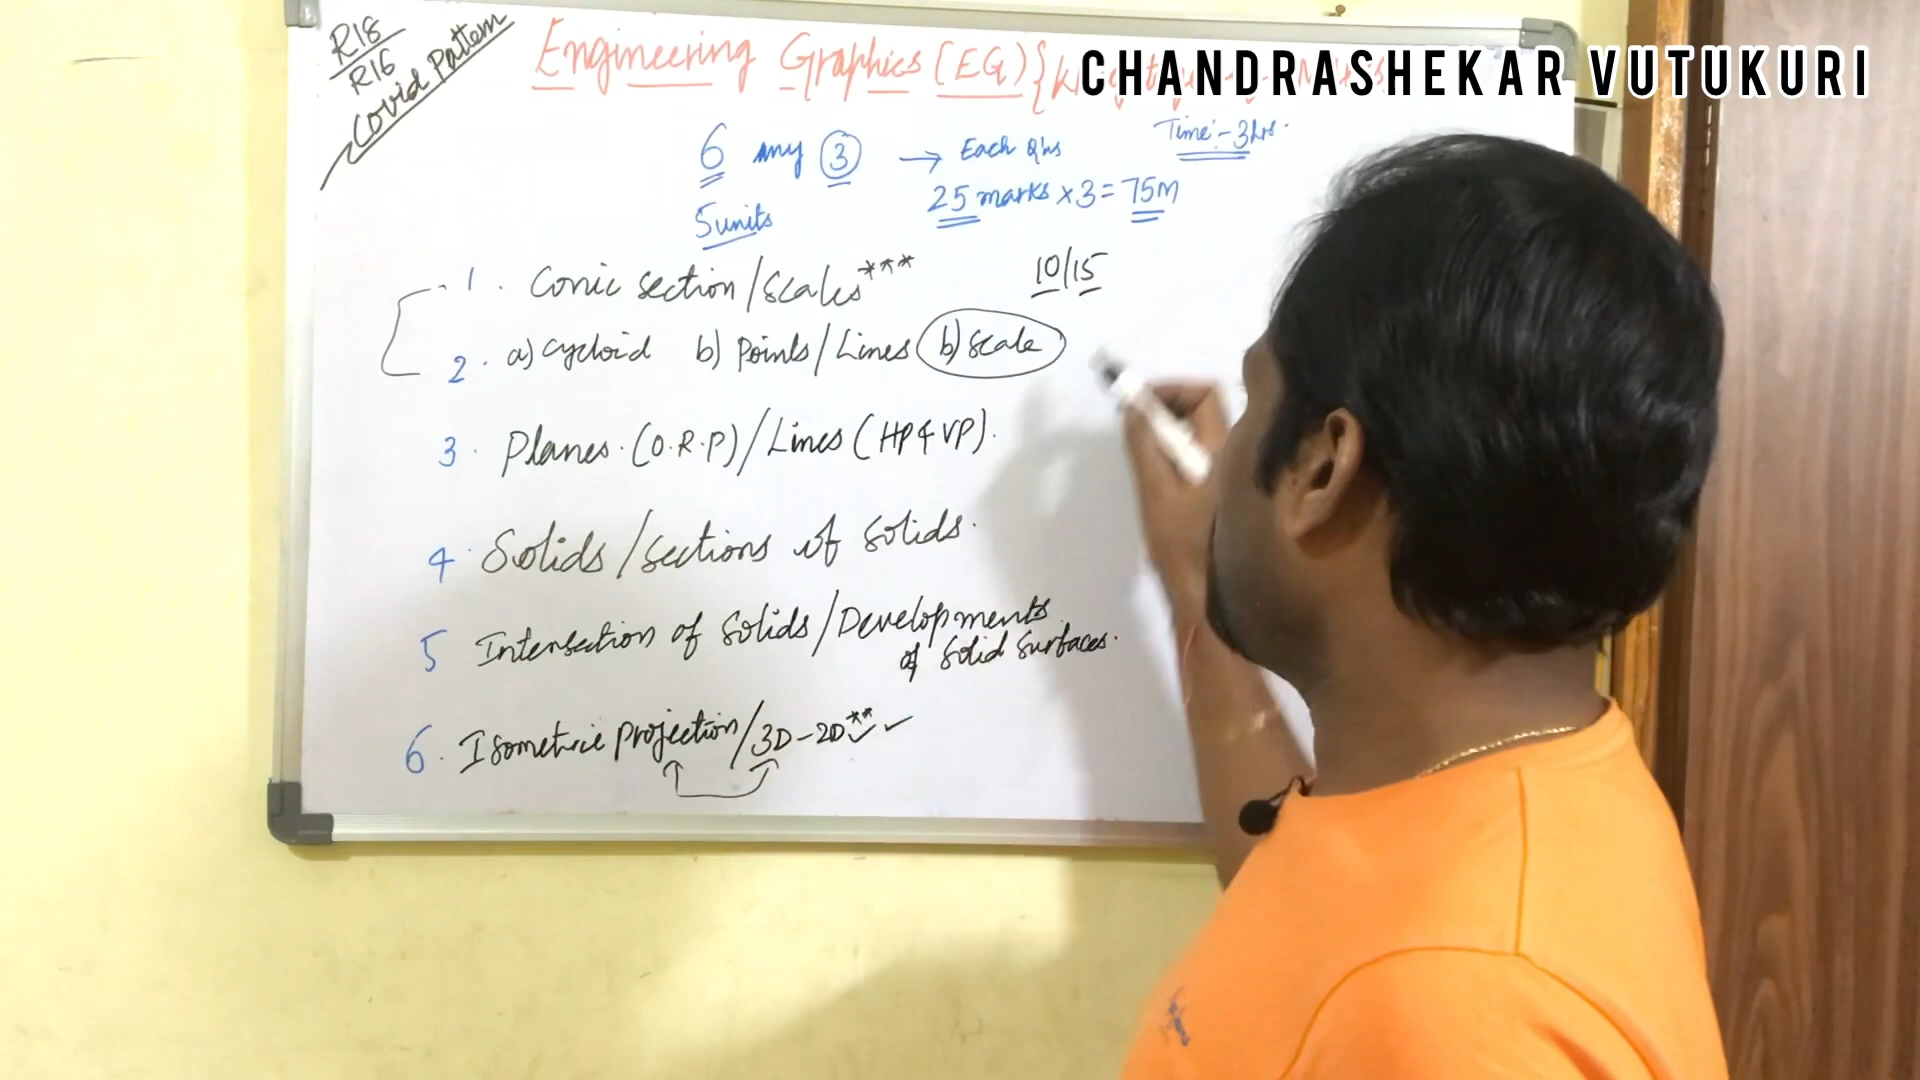 R18
R16
Covid Pattern
Engineering Graphics (EG) {
CHANDRASHEKAR VUTUKURI
6 any 3 → Each Qns
Time:- 3hrs.
25 marks x 3 = 75M
5 units
10/15
1. Conic section/Scales***
2. a) cycloid b) Points/Lines b) Scale
3. Planes.(O.R.P)/Lines (HP & VP).
4. Solids/sections of solids.
5 Intersection of Solids/Developments
of Solid Surfaces.
6. Isometric Projection/3D-2D** ✓✓